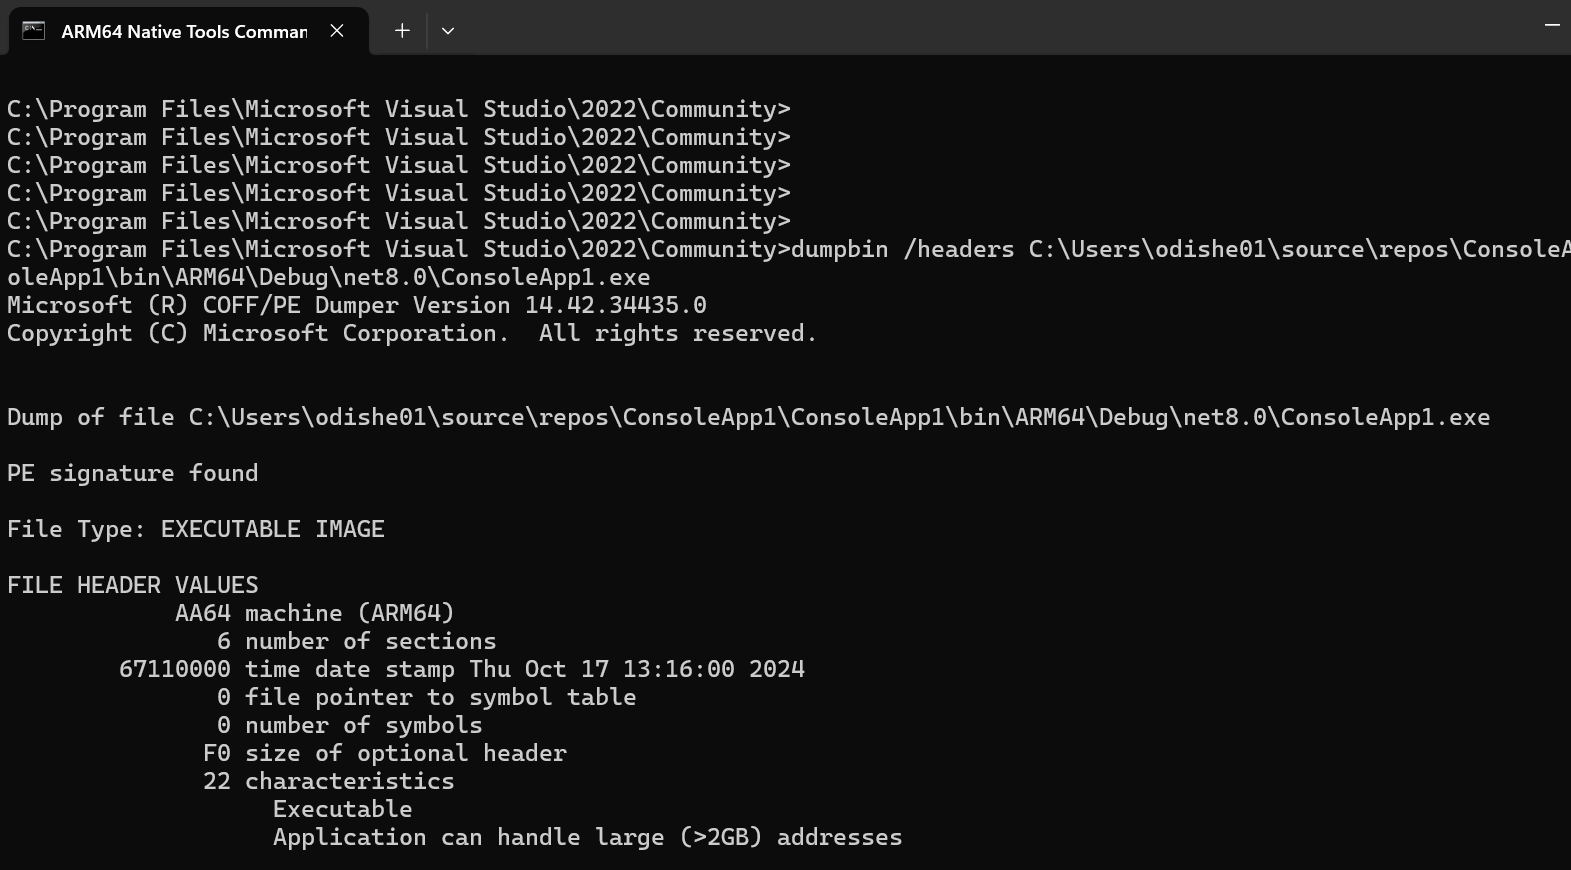 ARM64 Native Tools Comman
C:\Program Files\Microsoft Visual Studio\2022\Community>
C:\Program Files\Microsoft Visual Studio\2022\Community>
C:\Program Files\Microsoft Visual Studio\2022\Community>
C:\Program Files\Microsoft Visual Studio\2022\Community>
C:\Program Files\Microsoft Visual Studio\2022\Community>
C:\Program Files\Microsoft Visual Studio\2022\Community>dumpbin /headers C:\Users\odishe01\source\repos\ConsoleA
oleApp1\bin\ARM64\Debug\net8.0\ConsoleApp1.exe
Microsoft (R) COFF/PE Dumper Version 14.42.34435.0
Copyright (C) Microsoft Corporation.  All rights reserved.
Dump of file C:\Users\odishe01\source\repos\ConsoleApp1\ConsoleApp1\bin\ARM64\Debug\net8.0\ConsoleApp1.exe
PE signature found
File Type: EXECUTABLE IMAGE
FILE HEADER VALUES
AA64 machine (ARM64)
6 number of sections
67110000 time date stamp Thu Oct 17 13:16:00 2024
0 file pointer to symbol table
0 number of symbols
F0 size of optional header
22 characteristics
Executable
Application can handle large (>2GB) addresses